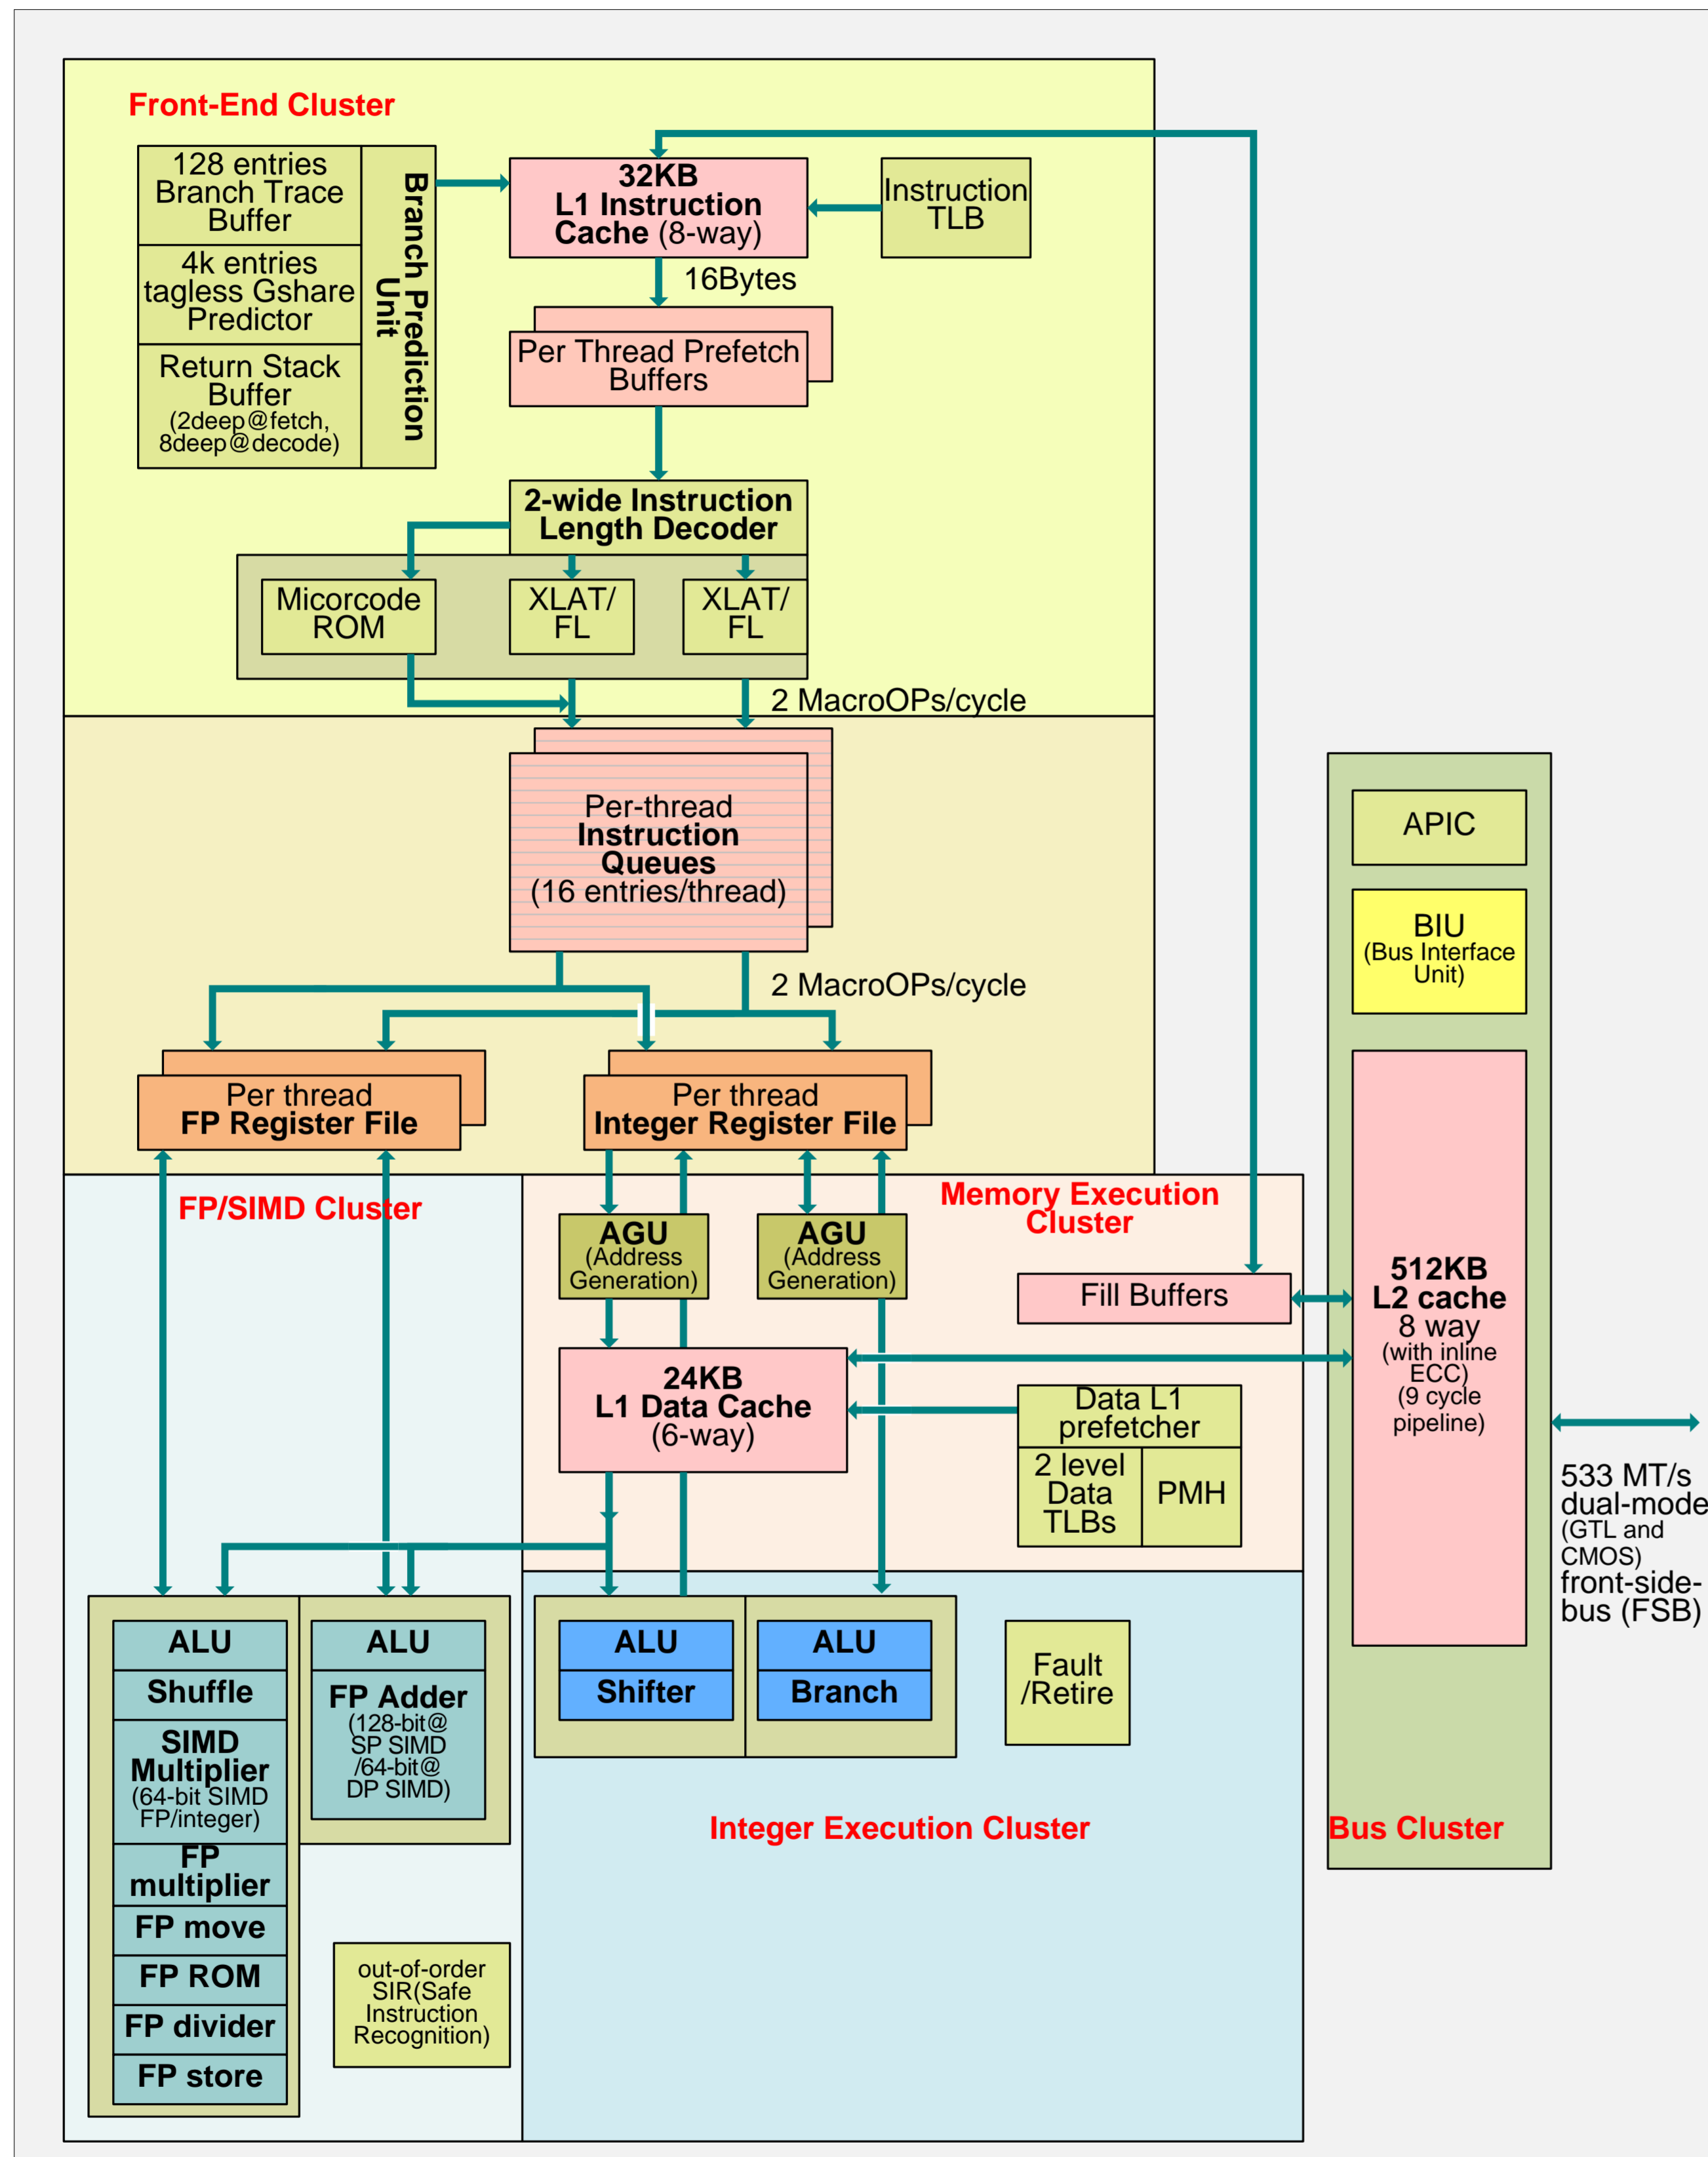 Front-End Cluster
128 entries
Branch Trace
Buffer
4k entries
tagless Gshare
Predictor
Return Stack
Buffer
(2deep@fetch,
8deep@decode)
Branch Prediction
Unit
32KB
L1 Instruction
Cache (8-way)
Instruction
TLB
16Bytes
Per Thread Prefetch
Buffers
2-wide Instruction
Length Decoder
Micorcode
ROM
XLAT/
FL
XLAT/
FL
2 MacroOPs/cycle
Per-thread
Instruction
Queues
(16 entries/thread)
2 MacroOPs/cycle
Per thread
FP Register File
Per thread
Integer Register File
FP/SIMD Cluster
Memory Execution
Cluster
AGU
(Address
Generation)
AGU
(Address
Generation)
Fill Buffers
24KB
L1 Data Cache
(6-way)
Data L1
prefetcher
2 level
Data
TLBs
PMH
APIC
BIU
(Bus Interface
Unit)
512KB
L2 cache
8 way
(with inline
ECC)
(9 cycle
pipeline)
533 MT/s
dual-mode
(GTL and
CMOS)
front-side-
bus (FSB)
Bus Cluster
ALU
Shuffle
SIMD
Multiplier
(64-bit SIMD
FP/integer)
FP
multiplier
FP move
FP ROM
FP divider
FP store
ALU
FP Adder
(128-bit@
SP SIMD
/64-bit@
DP SIMD)
out-of-order
SIR(Safe
Instruction
Recognition)
ALU
Shifter
ALU
Branch
Fault
/Retire
Integer Execution Cluster